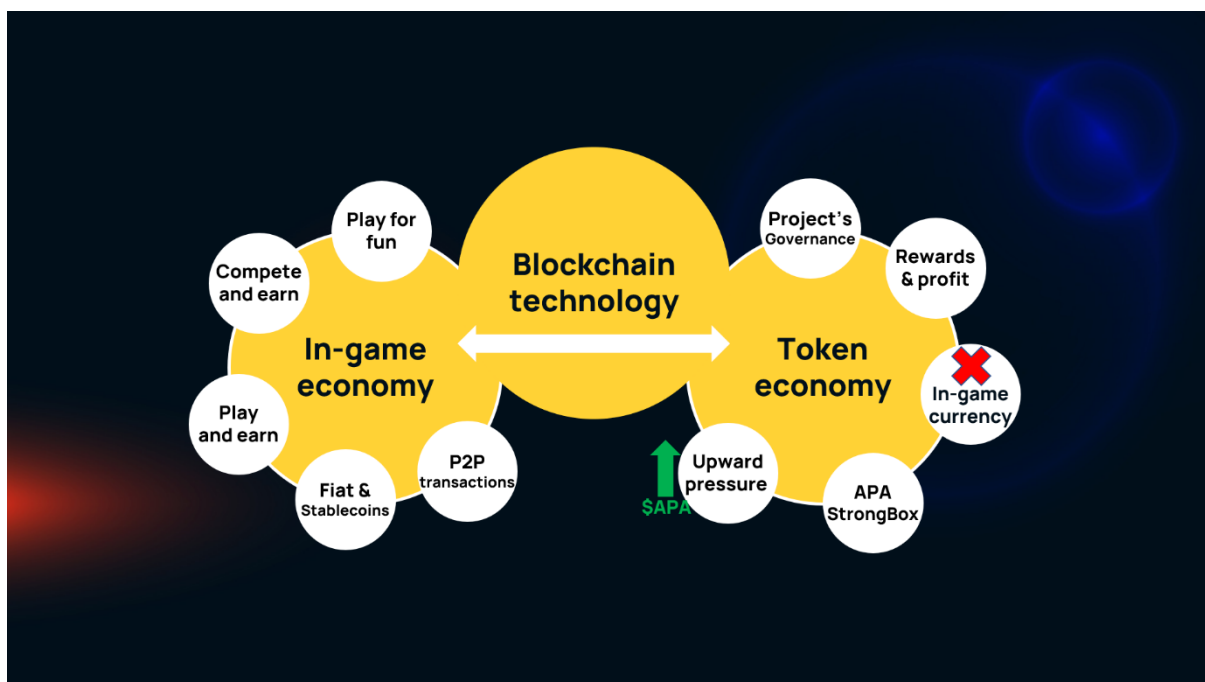 Play for
fun
Compete
and earn
In-game
economy
Play
and earn
Fiat &
Stablecoins
P2P
transactions
Blockchain
technology
Project's
Governance
Rewards
& profit
Token
economy
In-game
currency
Upward
pressure
$APA
APA
StrongBox